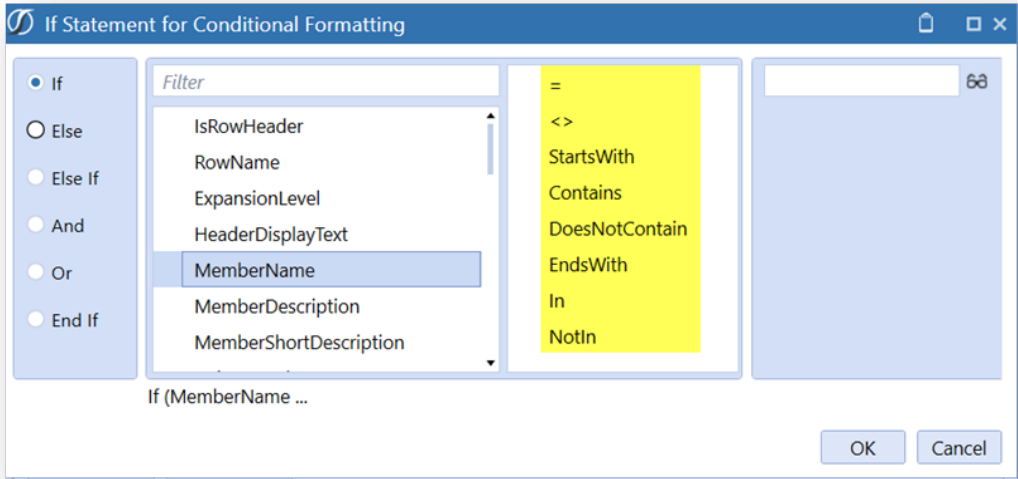 If Statement for Conditional Formatting
If
Else
Else If
And
Or
End If
Filter
IsRowHeader
RowName
ExpansionLevel
HeaderDisplayText
MemberName
MemberDescription
MemberShortDescription
=
<>
StartsWith
Contains
DoesNotContain
EndsWith
In
NotIn
If (MemberName ...
OK
Cancel